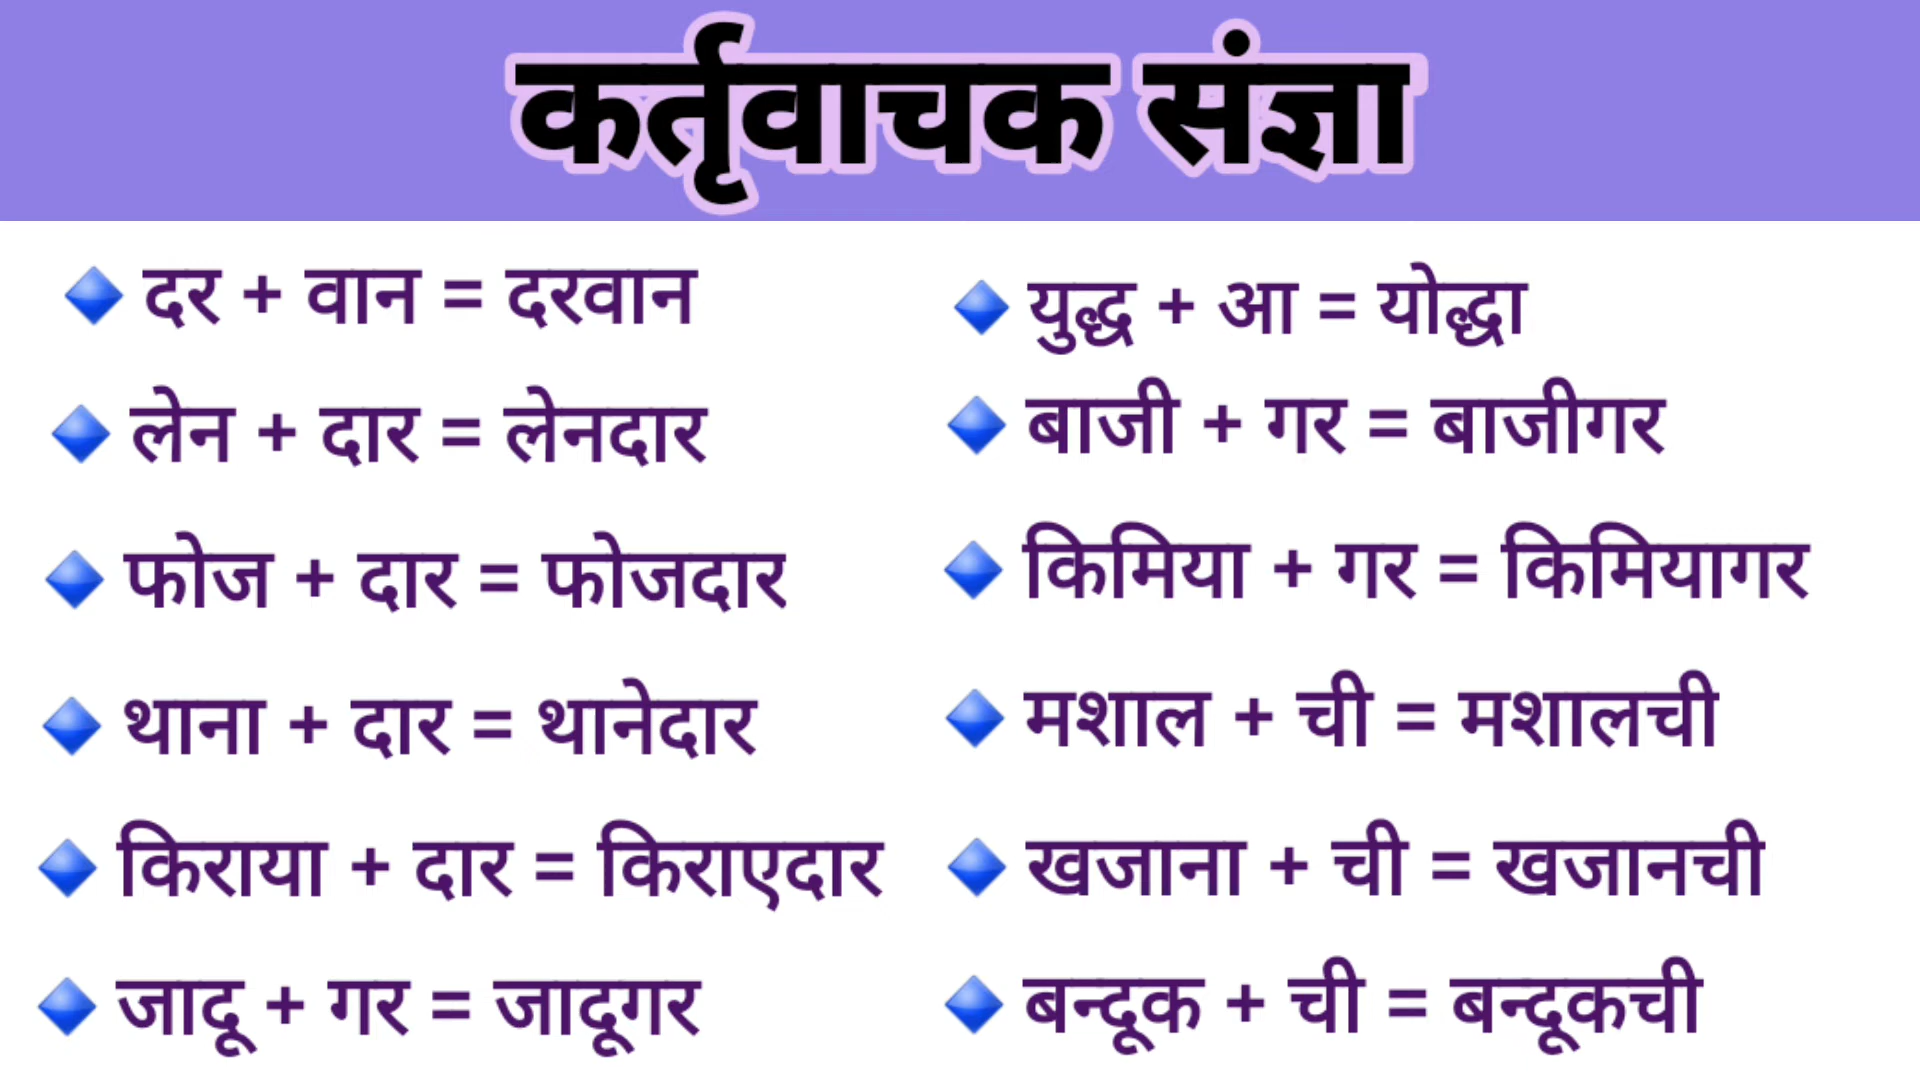 कर्तृवाचक संज्ञा
दर + वान = दरवान
लेन + दार = लेनदार
फोज + दार = फोजदार
थाना + दार = थानेदार
किराया + दार = किराएदार
जादू + गर = जादूगर
युद्ध + आ = योद्धा
बाजी + गर = बाजीगर
किमिया + गर = किमियागर
मशाल + ची = मशालची
खजाना + ची = खजानची
बन्दूक + ची = बन्दूकची